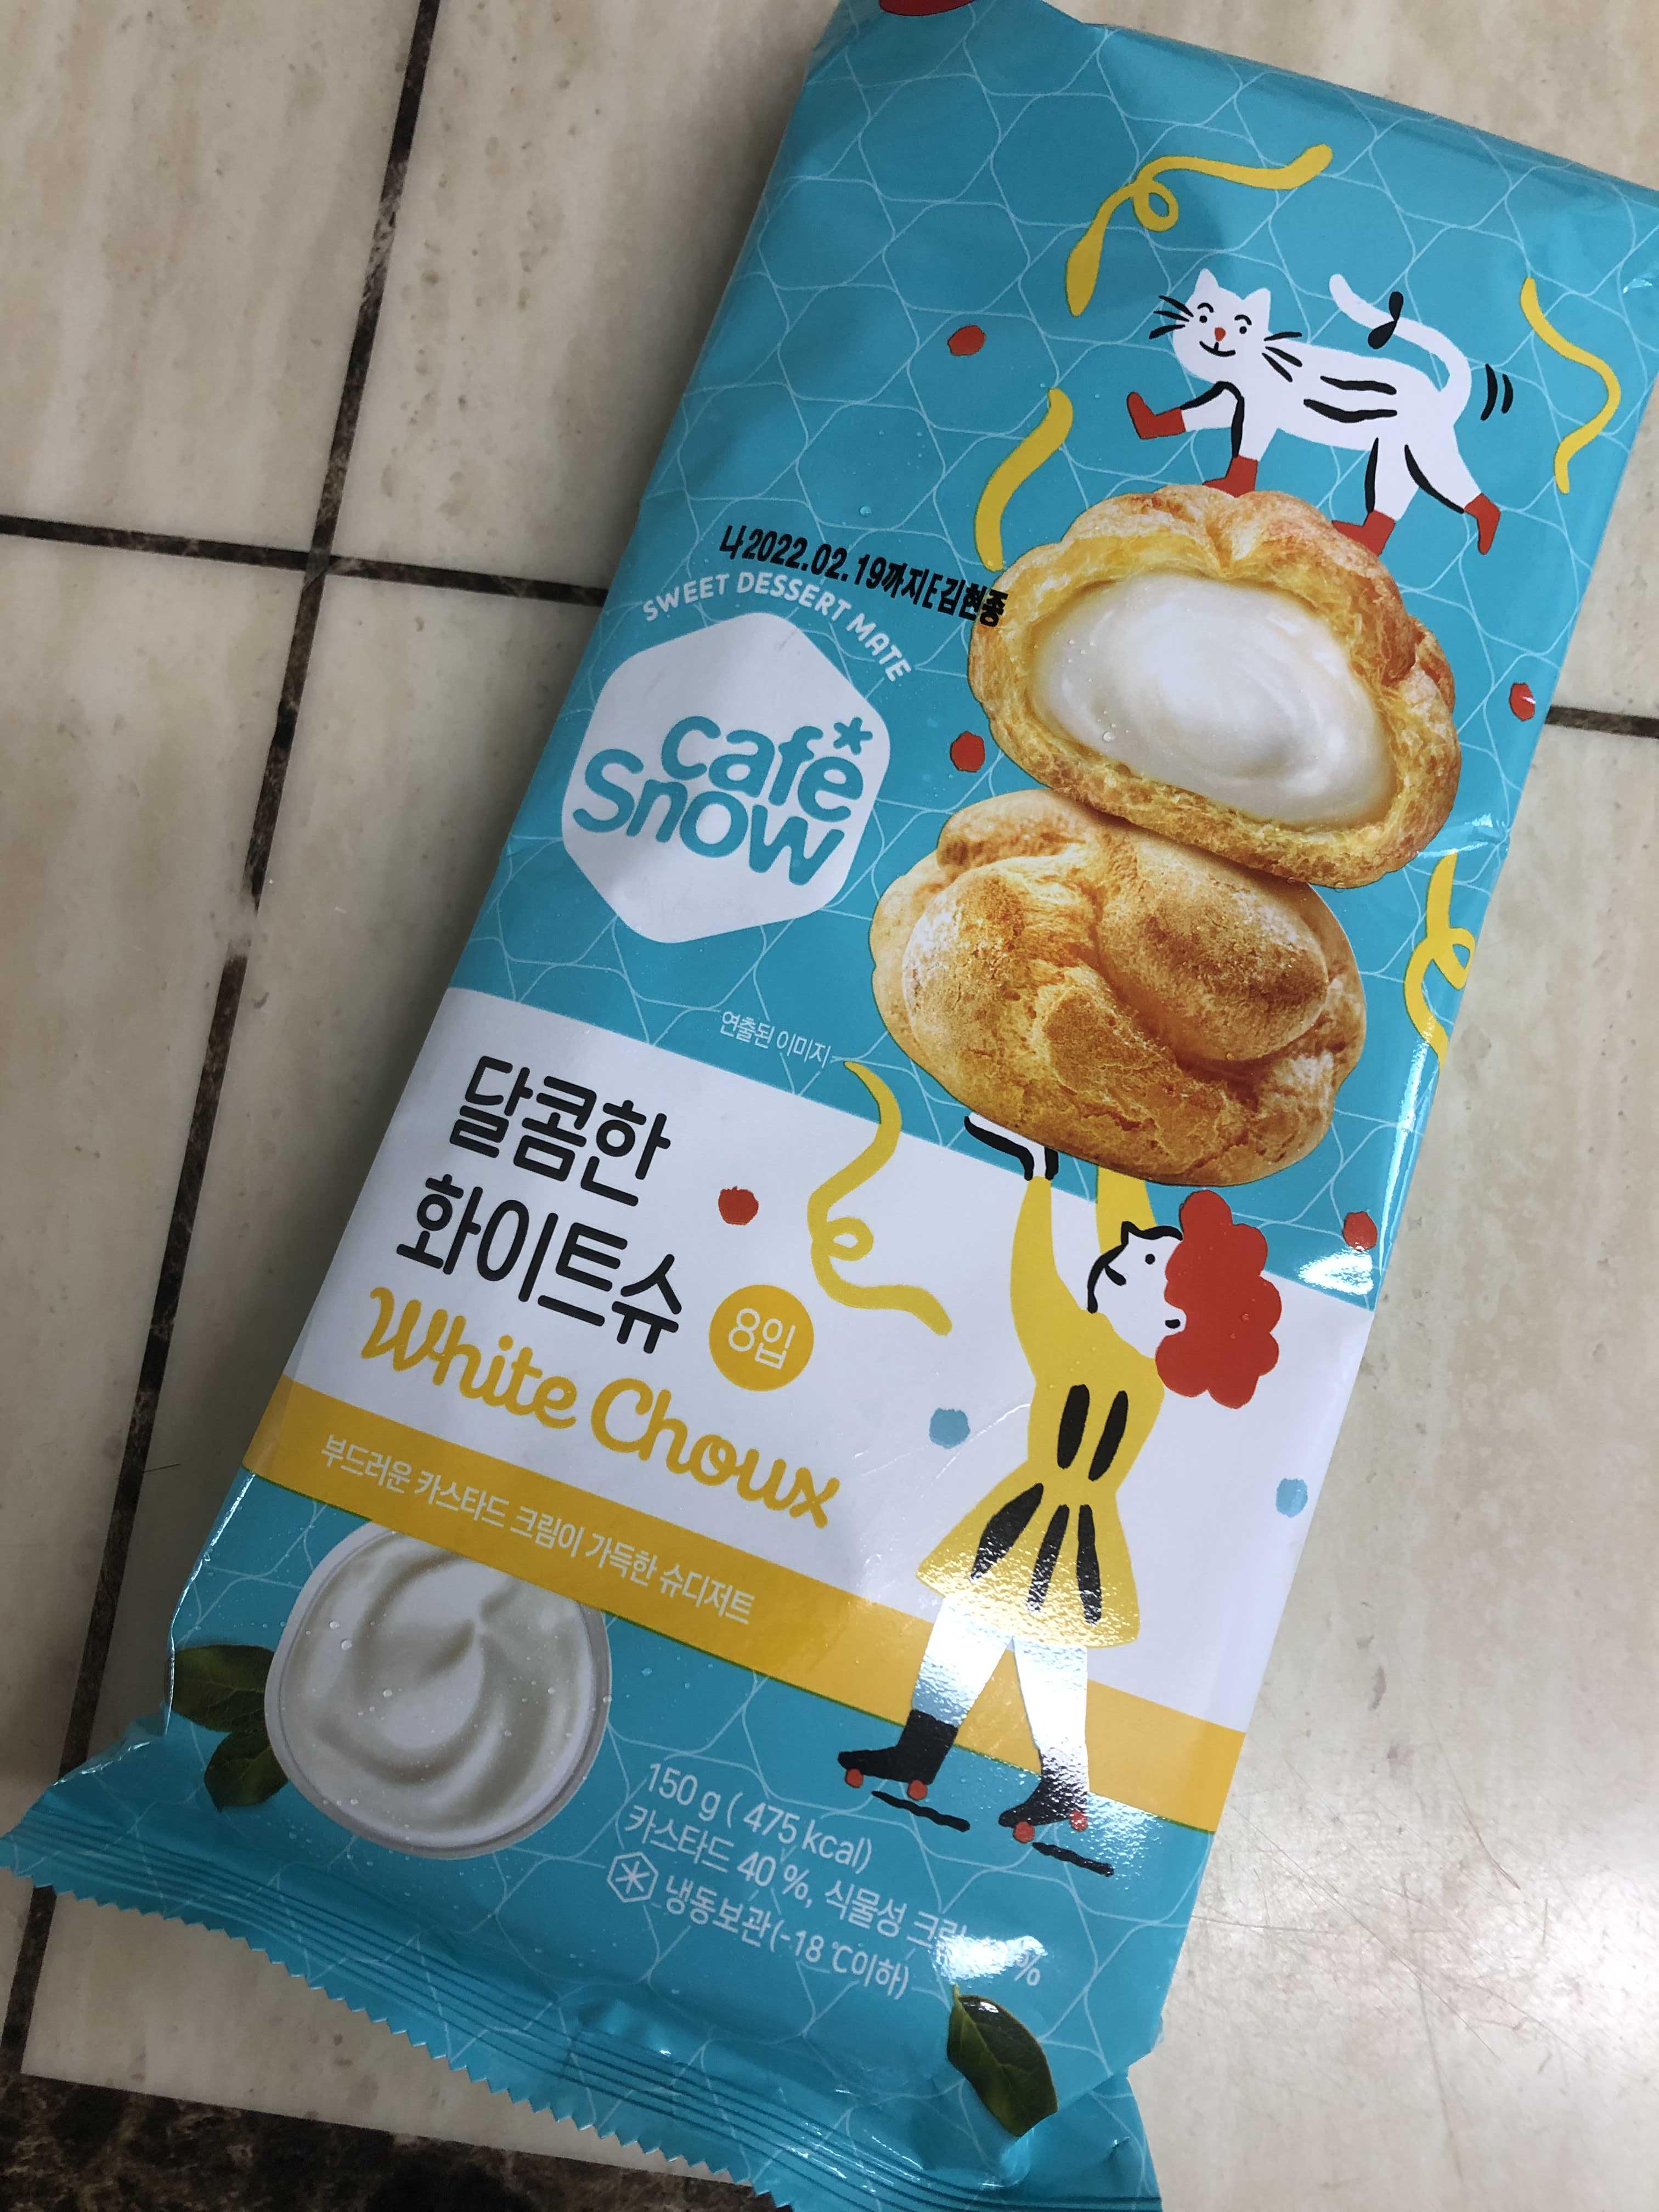 나2022.02.19까지E김현종
SWEET DESSERT MATE
café
Snow
연출된 이미지
달콤한
화이트슈
8입
White Choux
부드러운 카스타드 크림이 가득한 슈디저트
150 g ( 475 kcal)
카스타드 40 %, 식물성 크림 %
냉동보관(-18 ℃이하)